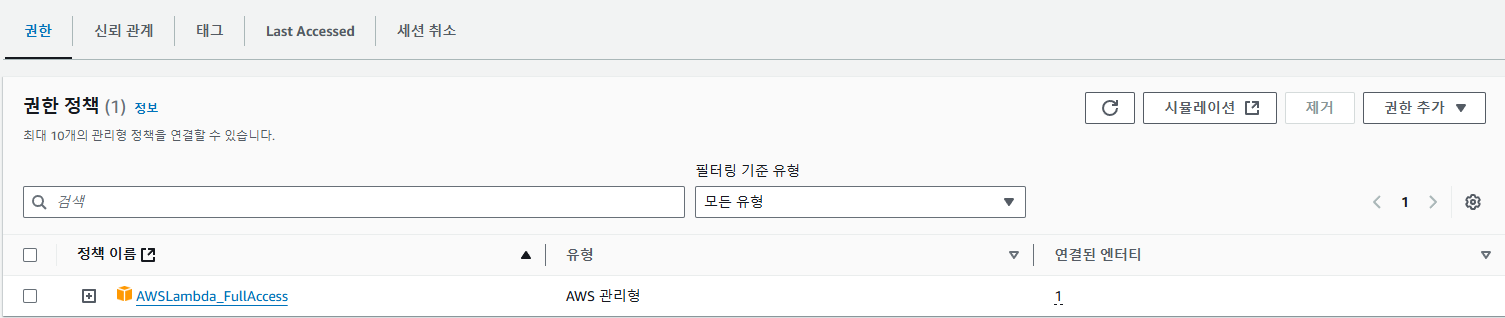 권한 신뢰 관계 태그 Last Accessed 세션 취소
권한 정책 (1) 정보
최대 10개의 관리형 정책을 연결할 수 있습니다.
시뮬레이션 제거 권한 추가
필터링 기준 유형
검색 모든 유형 1
정책 이름 유형 연결된 엔터티
AWSLambda_FullAccess AWS 관리형 1